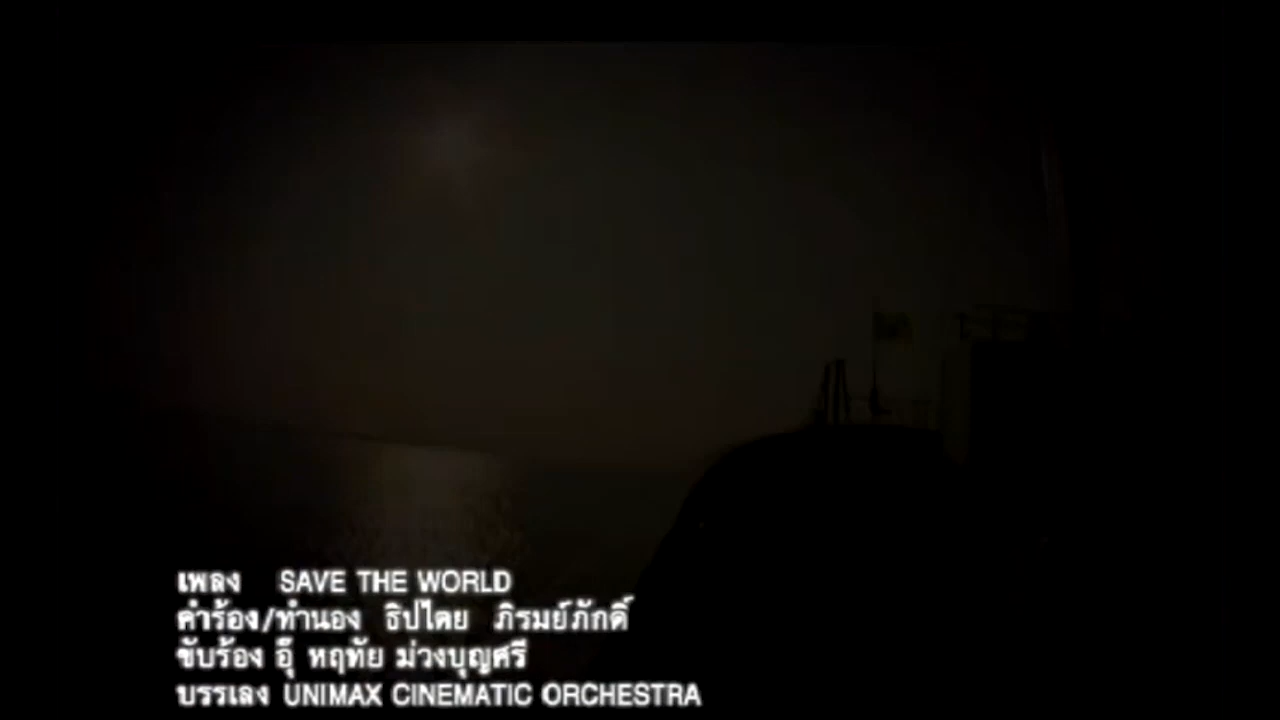 เพลง SAVE THE WORLD
คำร้อง/ทำนอง ธิปไตย ภิรมย์ภักดิ์
ขับร้อง อุ๊ หฤทัย ม่วงบุญศรี
บรรเลง UNIMAX CINEMATIC ORCHESTRA